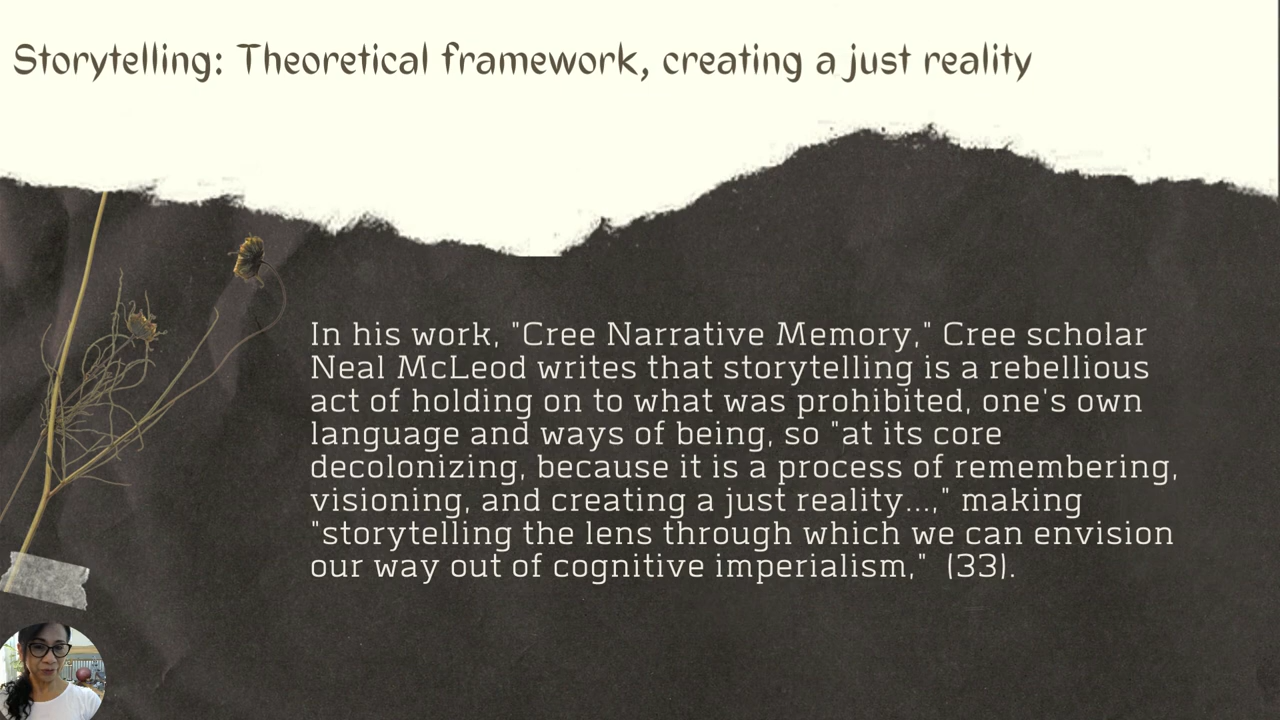 Storytelling: Theoretical framework, creating a just reality
In his work, "Cree Narrative Memory," Cree scholar
Neal McLeod writes that storytelling is a rebellious
act of holding on to what was prohibited, one's own
language and ways of being, so "at its core
decolonizing, because it is a process of remembering,
visioning, and creating a just reality...," making
"storytelling the lens through which we can envision
our way out of cognitive imperialism,"  (33).